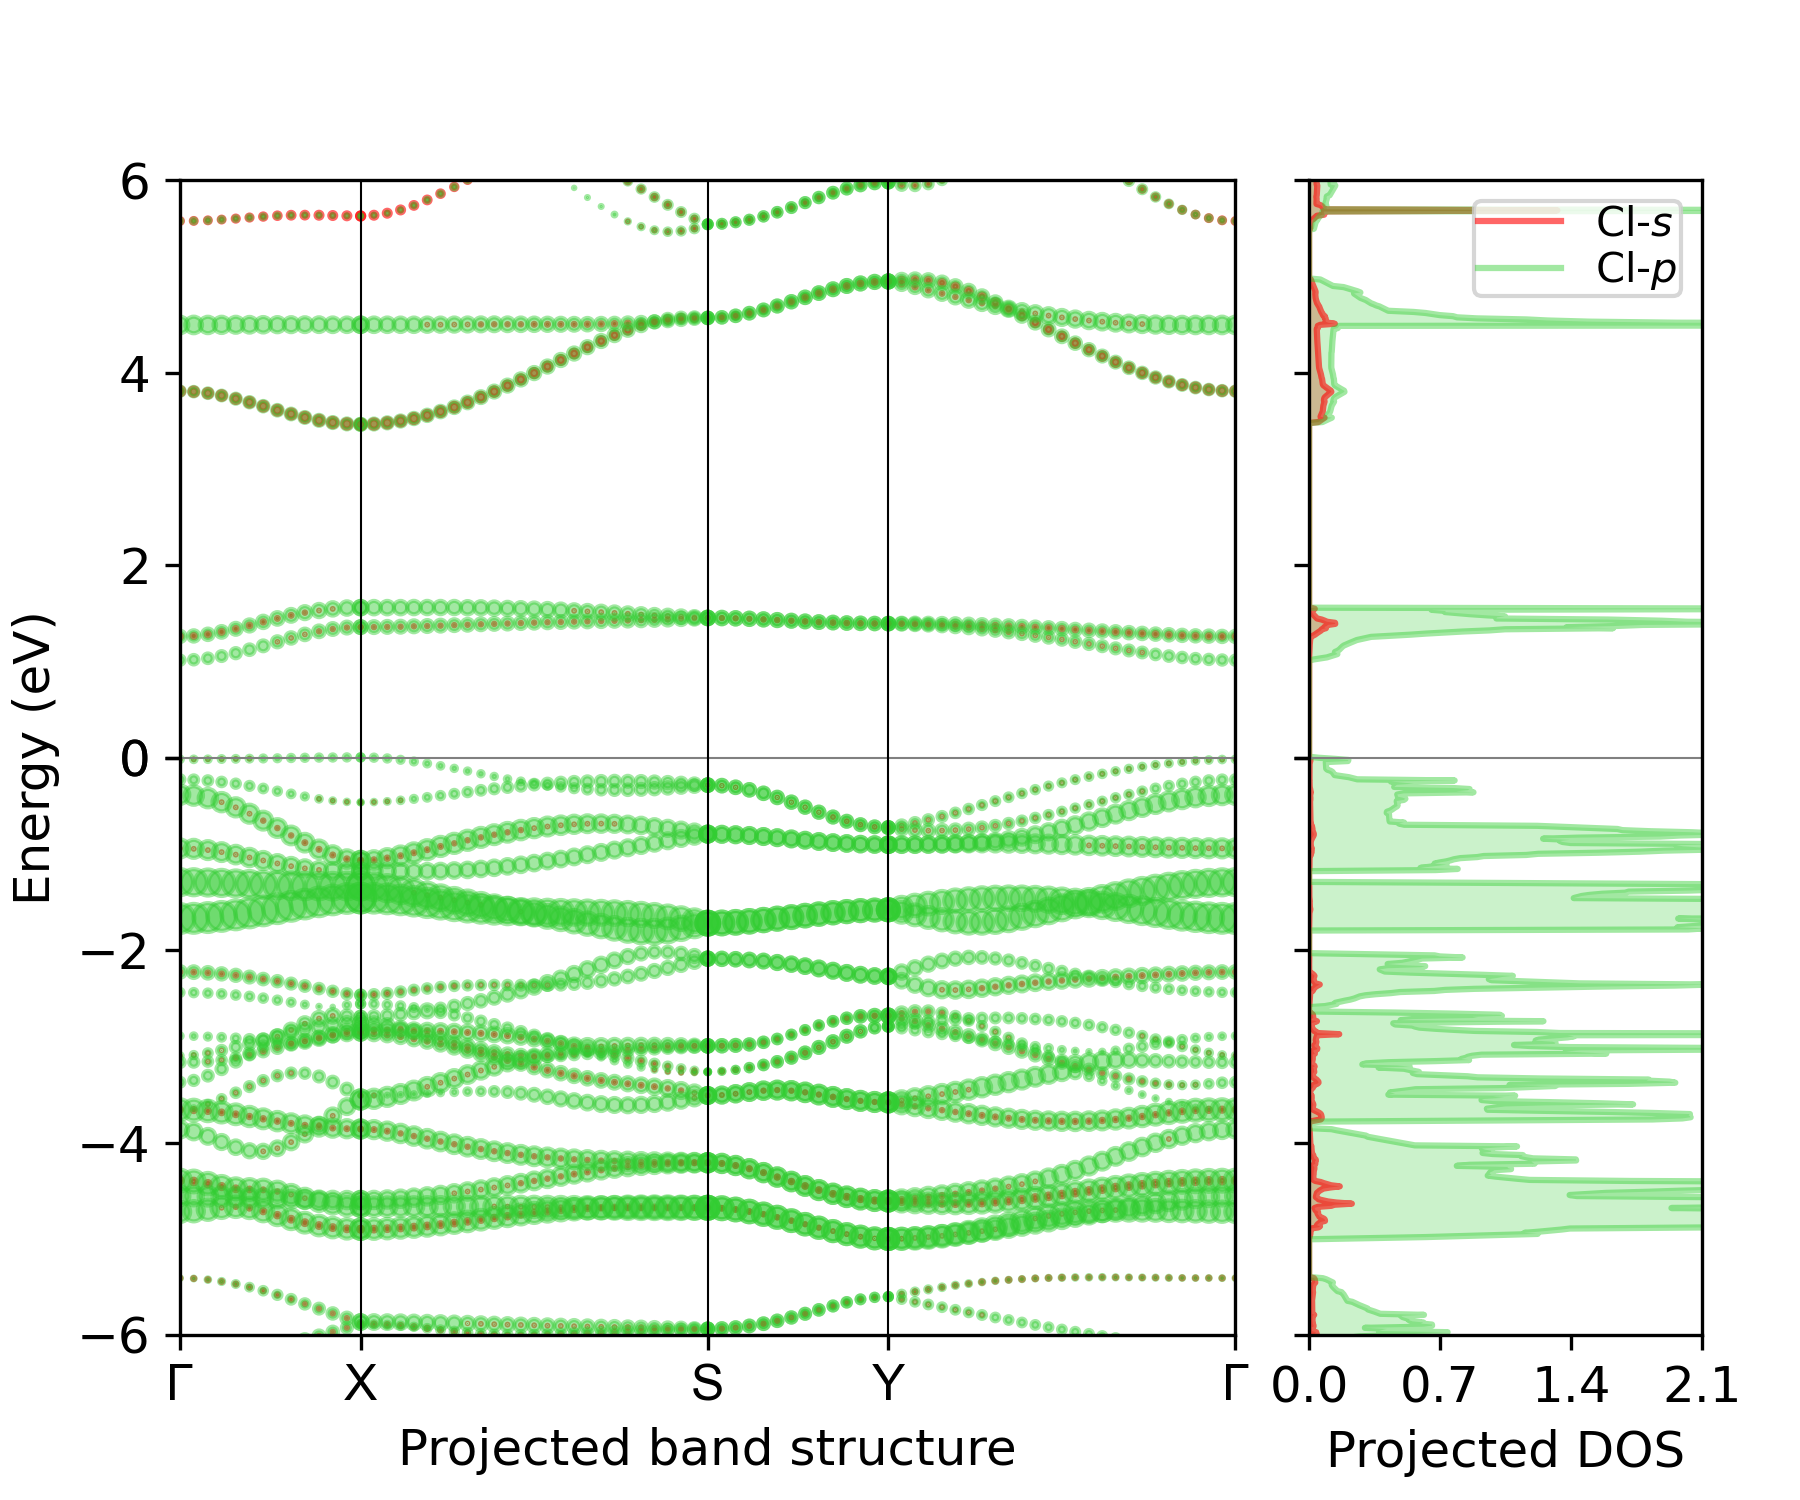 6
4
2
0
−2
−4
−6
Energy (eV)
Γ X S Y Γ
Projected band structure
Cl-s
Cl-p
0.0 0.7 1.4 2.1
Projected DOS